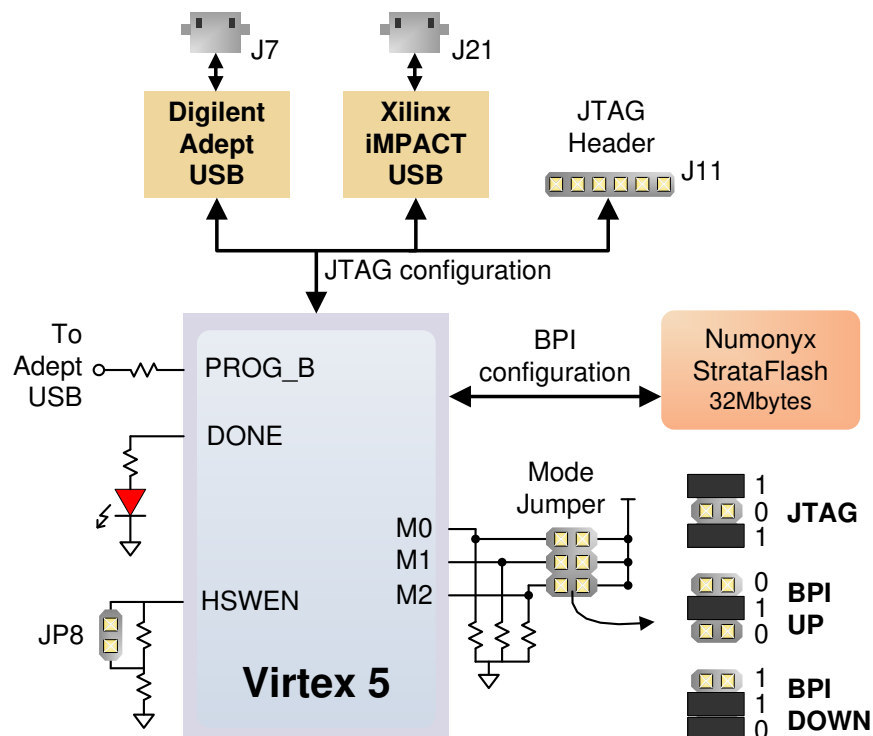 J7
J21
Digilent
Adept
USB
Xilinx
iMPACT
USB
JTAG
Header
J11
JTAG configuration
To
Adept
USB
PROG_B
BPI
configuration
Numonyx
StrataFlash
32Mbytes
DONE
Mode
Jumper
M0
M1
M2
1
0
1
JTAG
HSWEN
JP8
0
1
0
BPI
UP
Virtex 5
1
1
0
BPI
DOWN